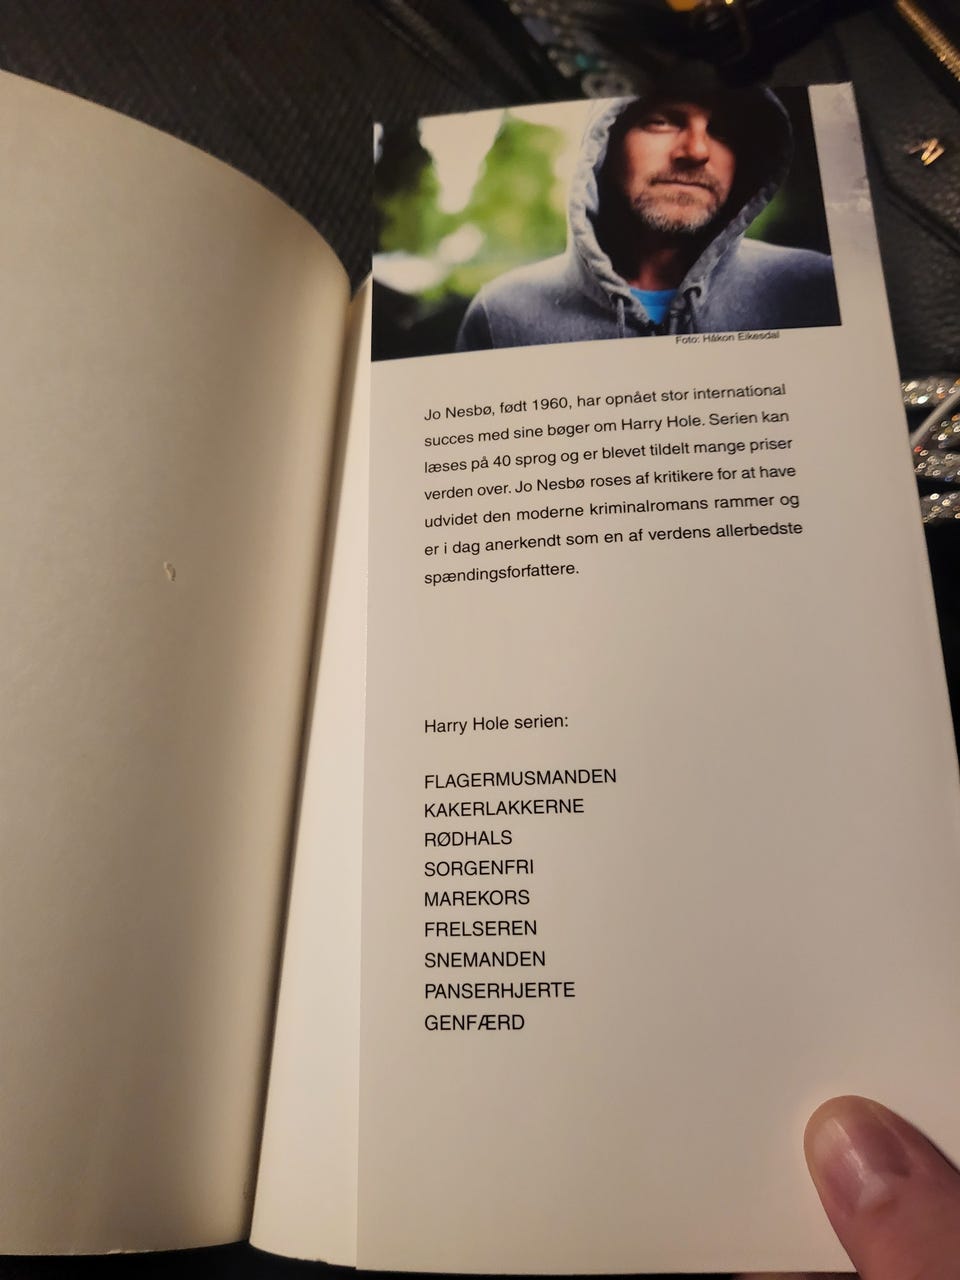 Foto: Håkon Eikesdal
Jo Nesbø, født 1960, har opnået stor international
succes med sine bøger om Harry Hole. Serien kan
læses på 40 sprog og er blevet tildelt mange priser
verden over. Jo Nesbø roses af kritikere for at have
udvidet den moderne kriminalromans rammer og
er i dag anerkendt som en af verdens allerbedste
spændingsforfattere.
Harry Hole serien:
FLAGERMUSMANDEN
KAKERLAKKERNE
RØDHALS
SORGENFRI
MAREKORS
FRELSEREN
SNEMANDEN
PANSERHJERTE
GENFÆRD